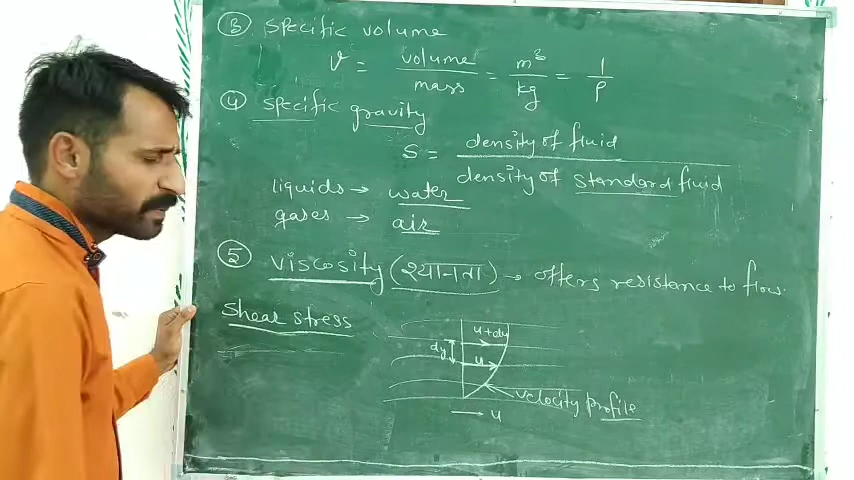 ③ specific volume
v = volume / mass = m³ / kg = 1 / ρ
④ specific gravity
S = density of fluid / density of standard fluid
liquids → water
gases → air
⑤ viscosity (श्यानता) → offers resistance to flow.
Shear stress
u+du
dy
u
velocity profile
→ u